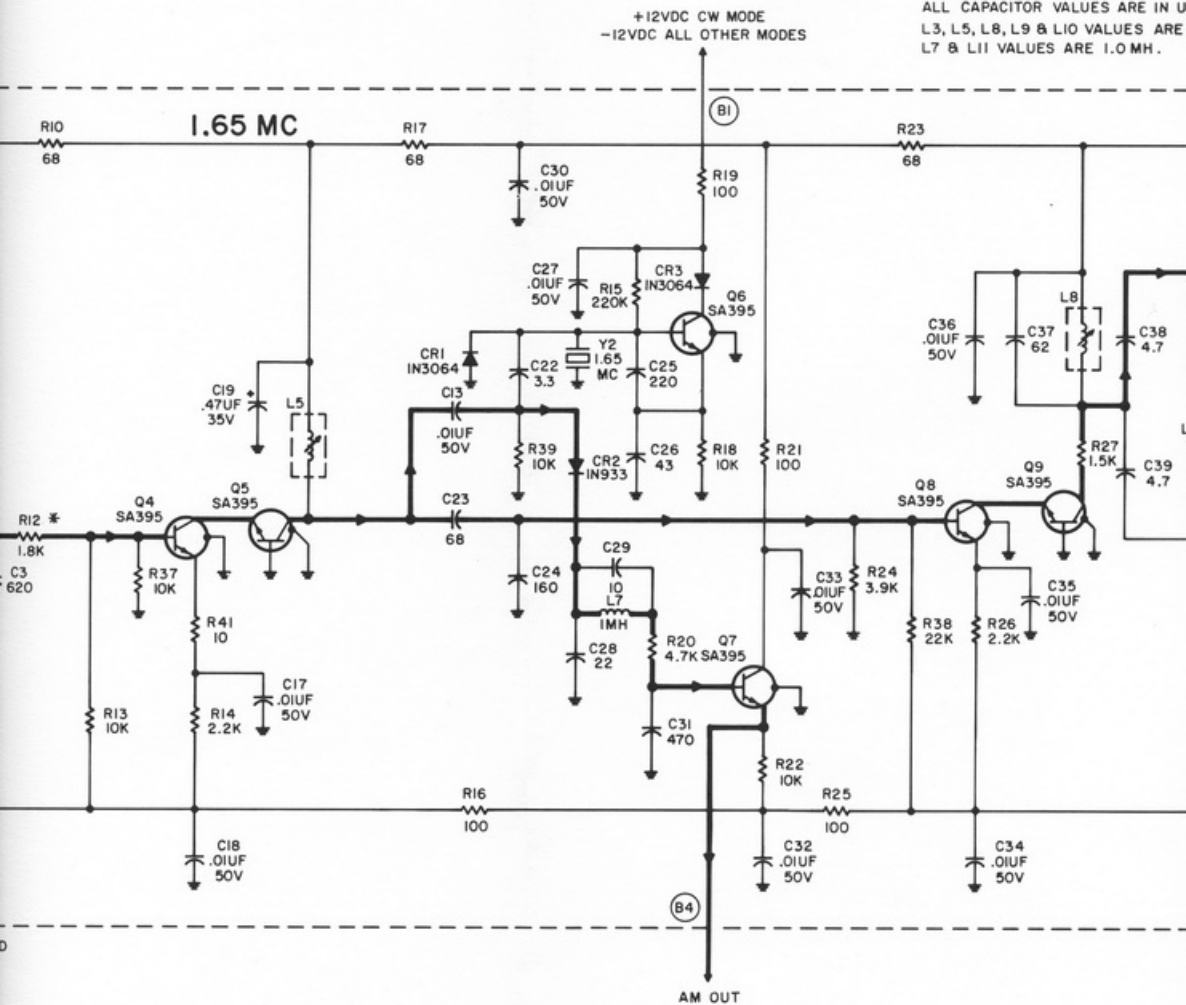 ALL CAPACITOR VALUES ARE IN U
L3, L5, L8, L9 & L10 VALUES ARE
L7 & L11 VALUES ARE 1.0 MH.
+12VDC CW MODE
-12VDC ALL OTHER MODES
B1
R10
68
1.65 MC
R17
68
R23
68
C30
.01UF
50V
R19
100
C27
.01UF
50V
R15
220K
CR3
IN3064
Q6
SA395
CR1
IN3064
C22
3.3
Y2
1.65
MC
C25
220
C36
.01UF
50V
C37
62
L8
C38
4.7
C19
+
.47UF
35V
L5
C13
.01UF
50V
R39
10K
CR2
IN933
C26
43
R18
10K
R21
100
R27
1.5K
C39
4.7
L
Q4
SA395
Q5
SA395
Q8
SA395
Q9
SA395
R12 *
1.8K
C3
620
R37
10K
C23
68
C24
160
C29
10
L7
1MH
C33
.01UF
50V
R24
3.9K
C35
.01UF
50V
R41
10
R38
22K
R26
2.2K
C28
22
R20
4.7K
Q7
SA395
C17
.01UF
50V
R13
10K
R14
2.2K
C31
470
R22
10K
R16
100
R25
100
C18
.01UF
50V
C32
.01UF
50V
C34
.01UF
50V
B4
D
AM OUT